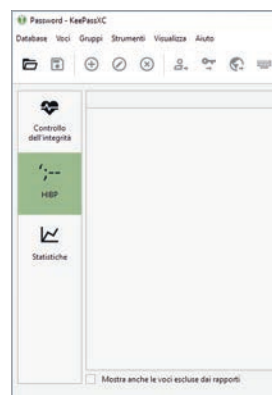 Password - KeePassXC
Database Voci Gruppi Strumenti Visualizza Aiuto
Controllo
dell'integrità
HIBP
Statistiche
Mostra anche le voci escluse dai rapporti